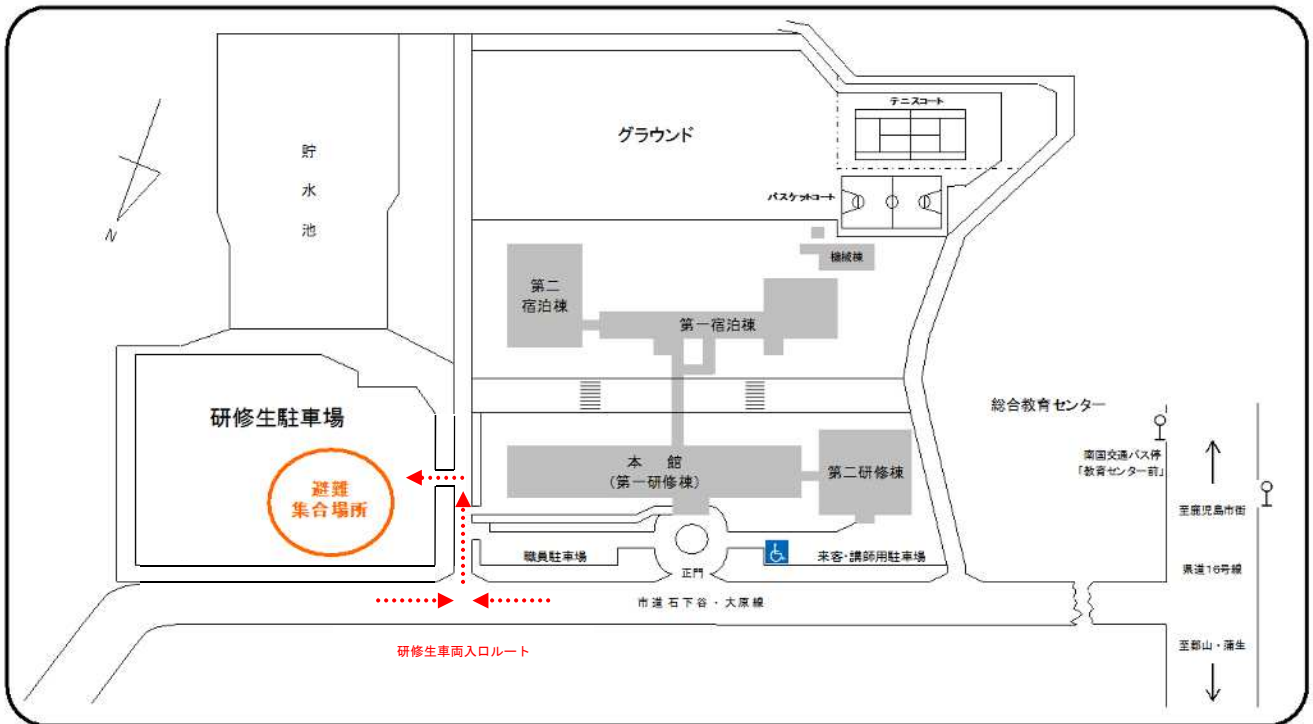 テニスコート
グラウンド
貯
水
池
バスケットコート
N
機械棟
第二
宿泊棟
第一宿泊棟
研修生駐車場
総合教育センター
本　館
(第一研修棟)
第二研修棟
南国交通バス停
「教育センター前」
避難
集合場所
至鹿児島市街
職員駐車場
来客・講師用駐車場
正門
県道16号線
市道石下谷・大原線
研修生車両入口ルート
至郡山・蒲生